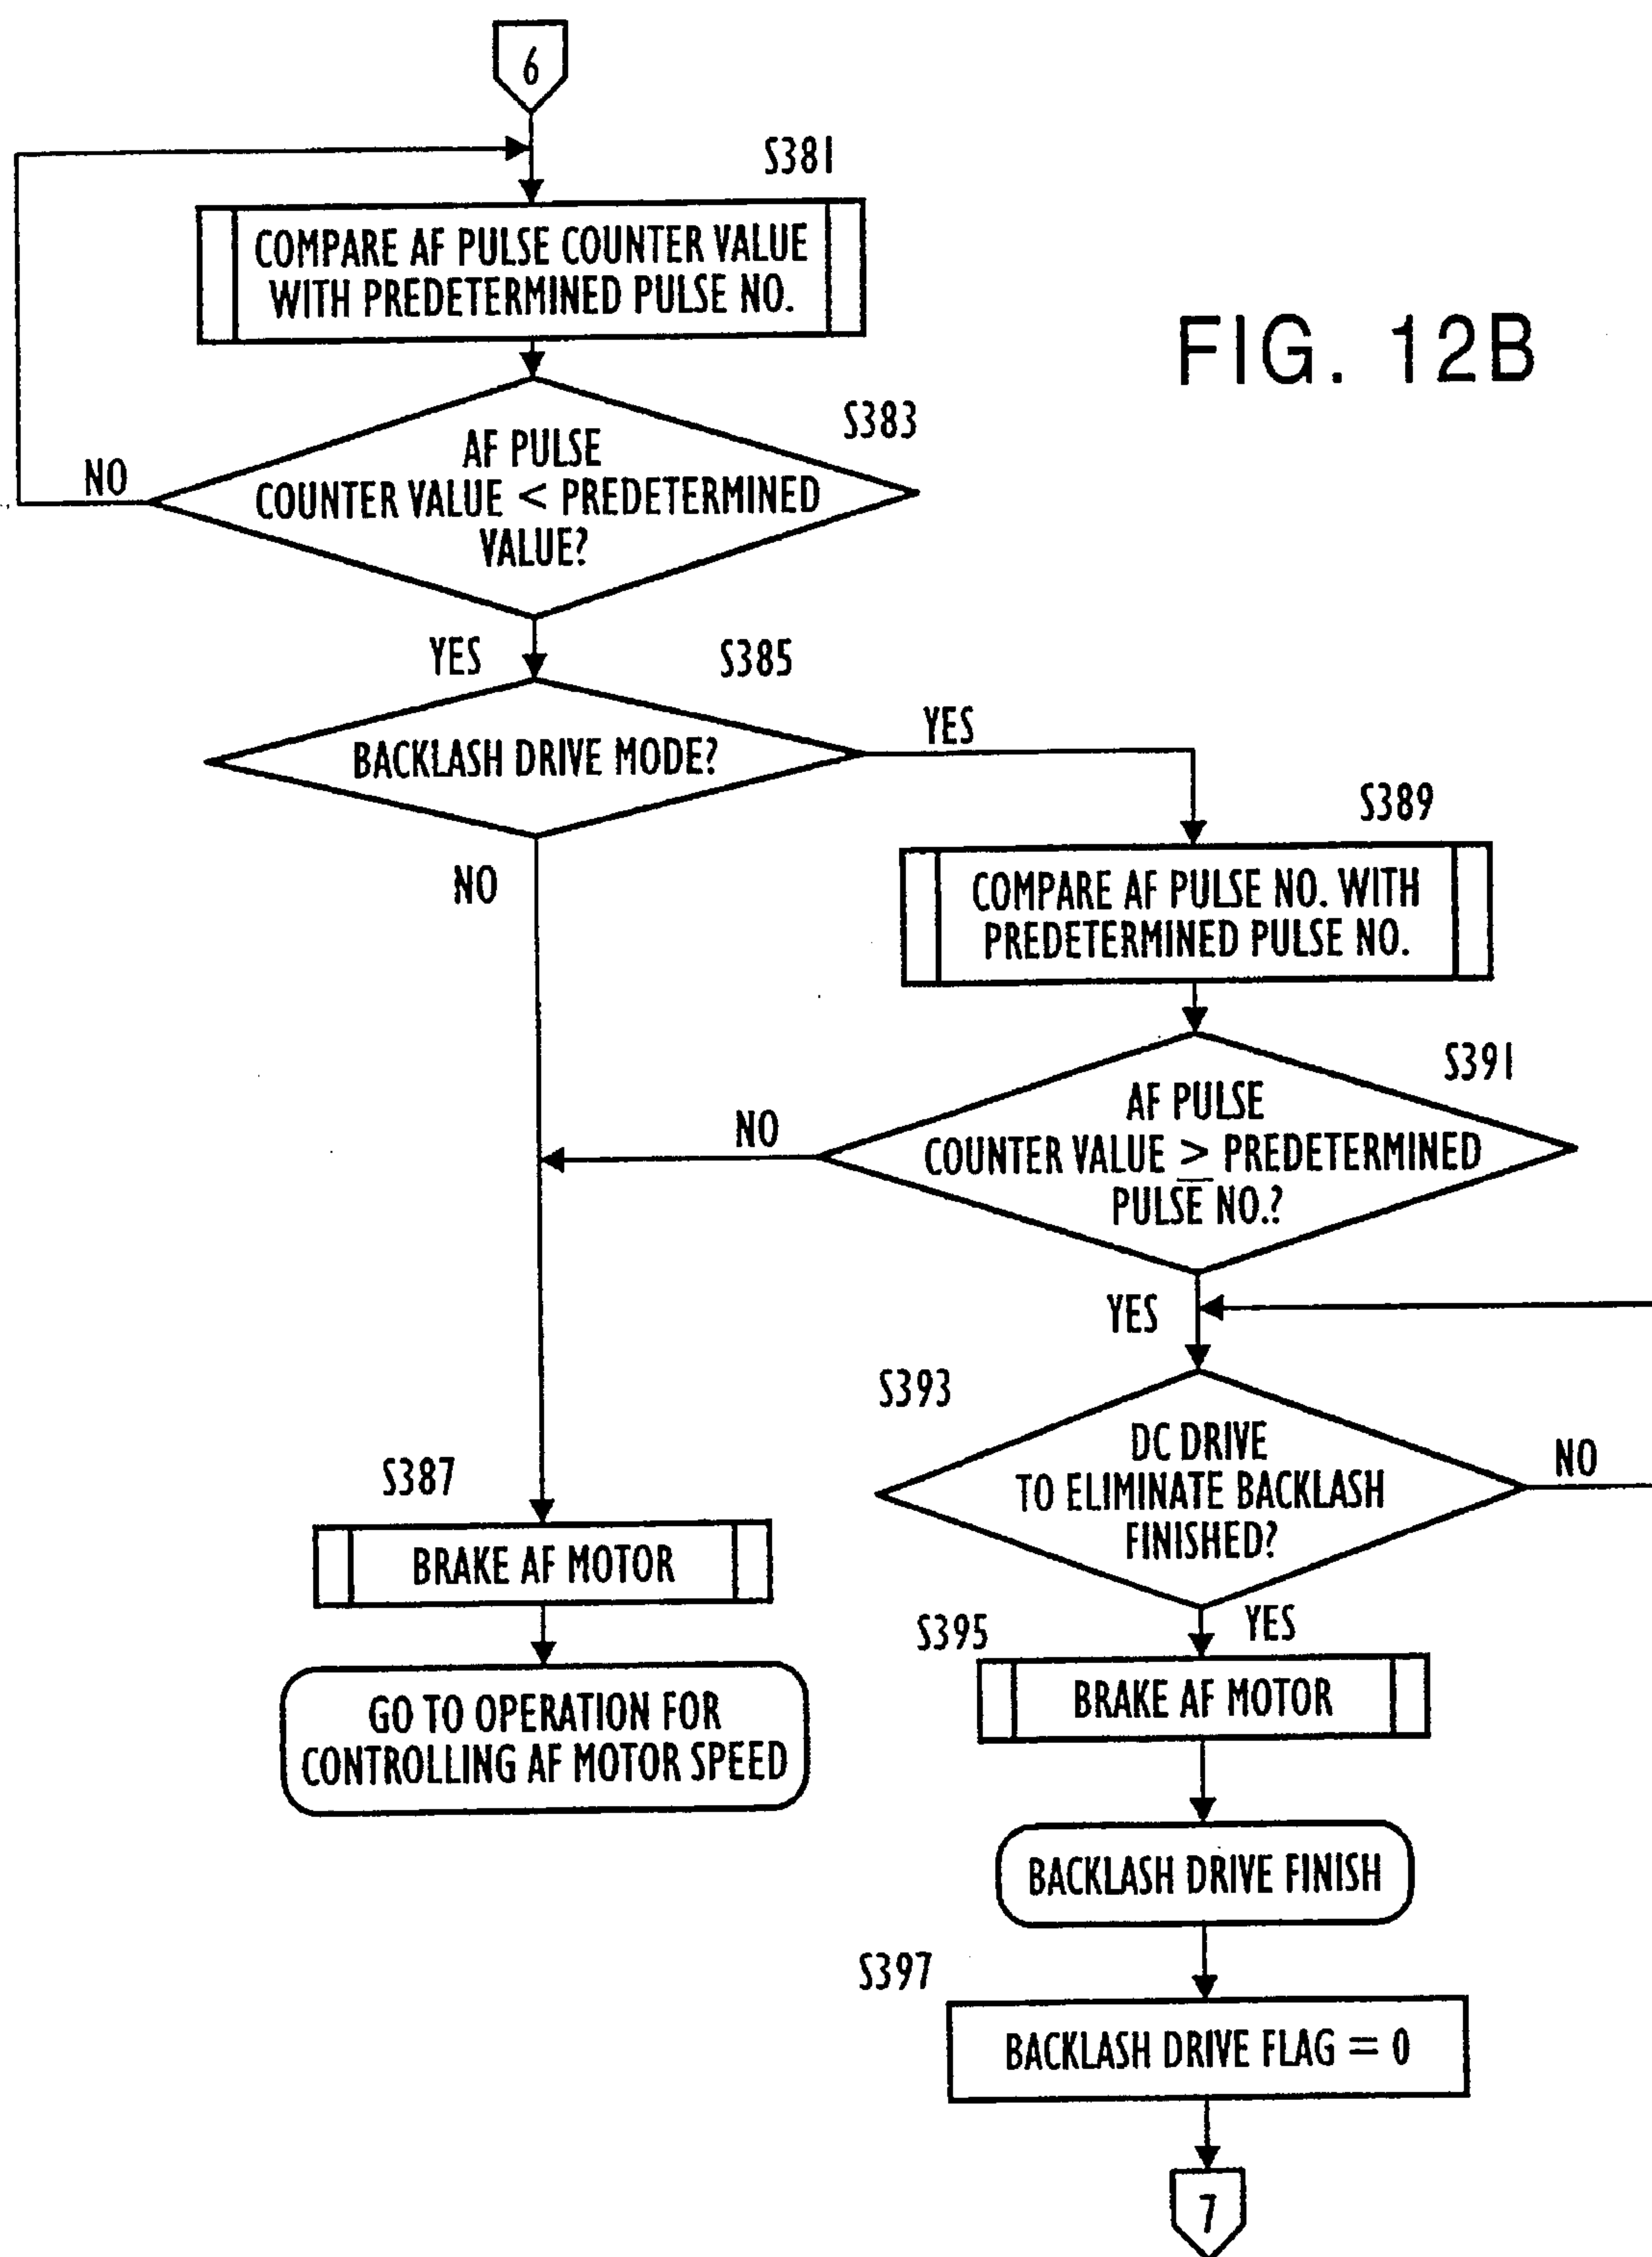 6
S381
COMPARE AF PULSE COUNTER VALUE
WITH PREDETERMINED PULSE NO.
FIG. 12B
S383
AF PULSE
COUNTER VALUE < PREDETERMINED
VALUE?
NO
YES
S385
BACKLASH DRIVE MODE?
YES
NO
S389
COMPARE AF PULSE NO. WITH
PREDETERMINED PULSE NO.
S391
AF PULSE
COUNTER VALUE ≥ PREDETERMINED
PULSE NO.?
NO
YES
S393
DC DRIVE
TO ELIMINATE BACKLASH
FINISHED?
NO
S387
BRAKE AF MOTOR
YES
S395
BRAKE AF MOTOR
GO TO OPERATION FOR
CONTROLLING AF MOTOR SPEED
BACKLASH DRIVE FINISH
S397
BACKLASH DRIVE FLAG = 0
7